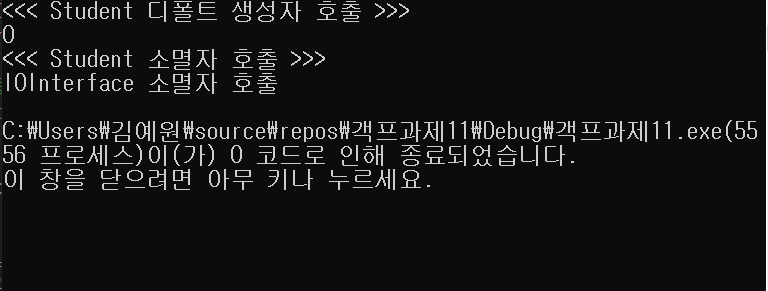 <<< Student 디폴트 생성자 호출 >>>
0
<<< Student 소멸자 호출 >>>
IOInterface 소멸자 호출
C:\Users\김예원\source\repos\객프과제11\Debug\객프과제11.exe(55
56 프로세스)이(가) 0 코드로 인해 종료되었습니다.
이 창을 닫으려면 아무 키나 누르세요.